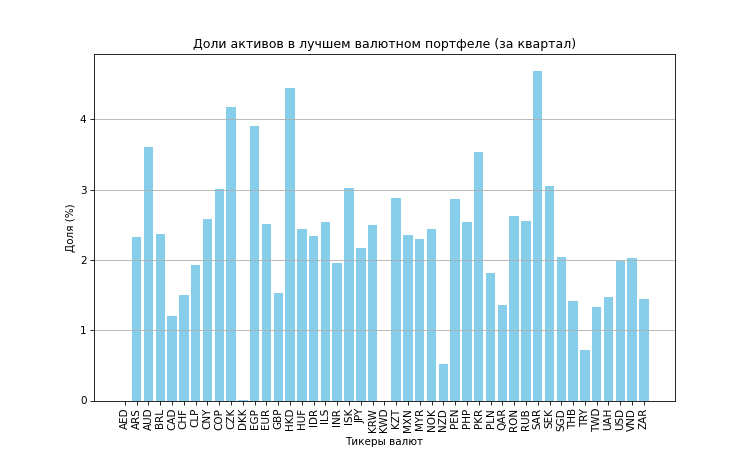 Доли активов в лучшем валютном портфеле (за квартал)
Доля (%)
4
3
2
1
0
AED ARS AUD BRL CAD CHF CLP CNY COP CZK DKK EGP EUR GBP HKD HUF IDR ILS INR ISK JPY KRW KWD KZT MXN MYR NOK NZD PEN PHP PKR PLN QAR RON RUB SAR SEK SGD THB TRY TWD UAH USD VND ZAR
Тикеры валют